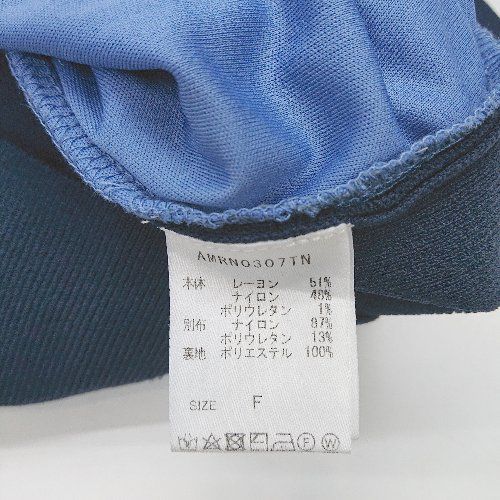 AMRN0307TN
本体 レーヨン 51%
ナイロン 48%
ポリウレタン 1%
別布 ナイロン 87%
ポリウレタン 13%
裏地 ポリエステル 100%
SIZE F
F W